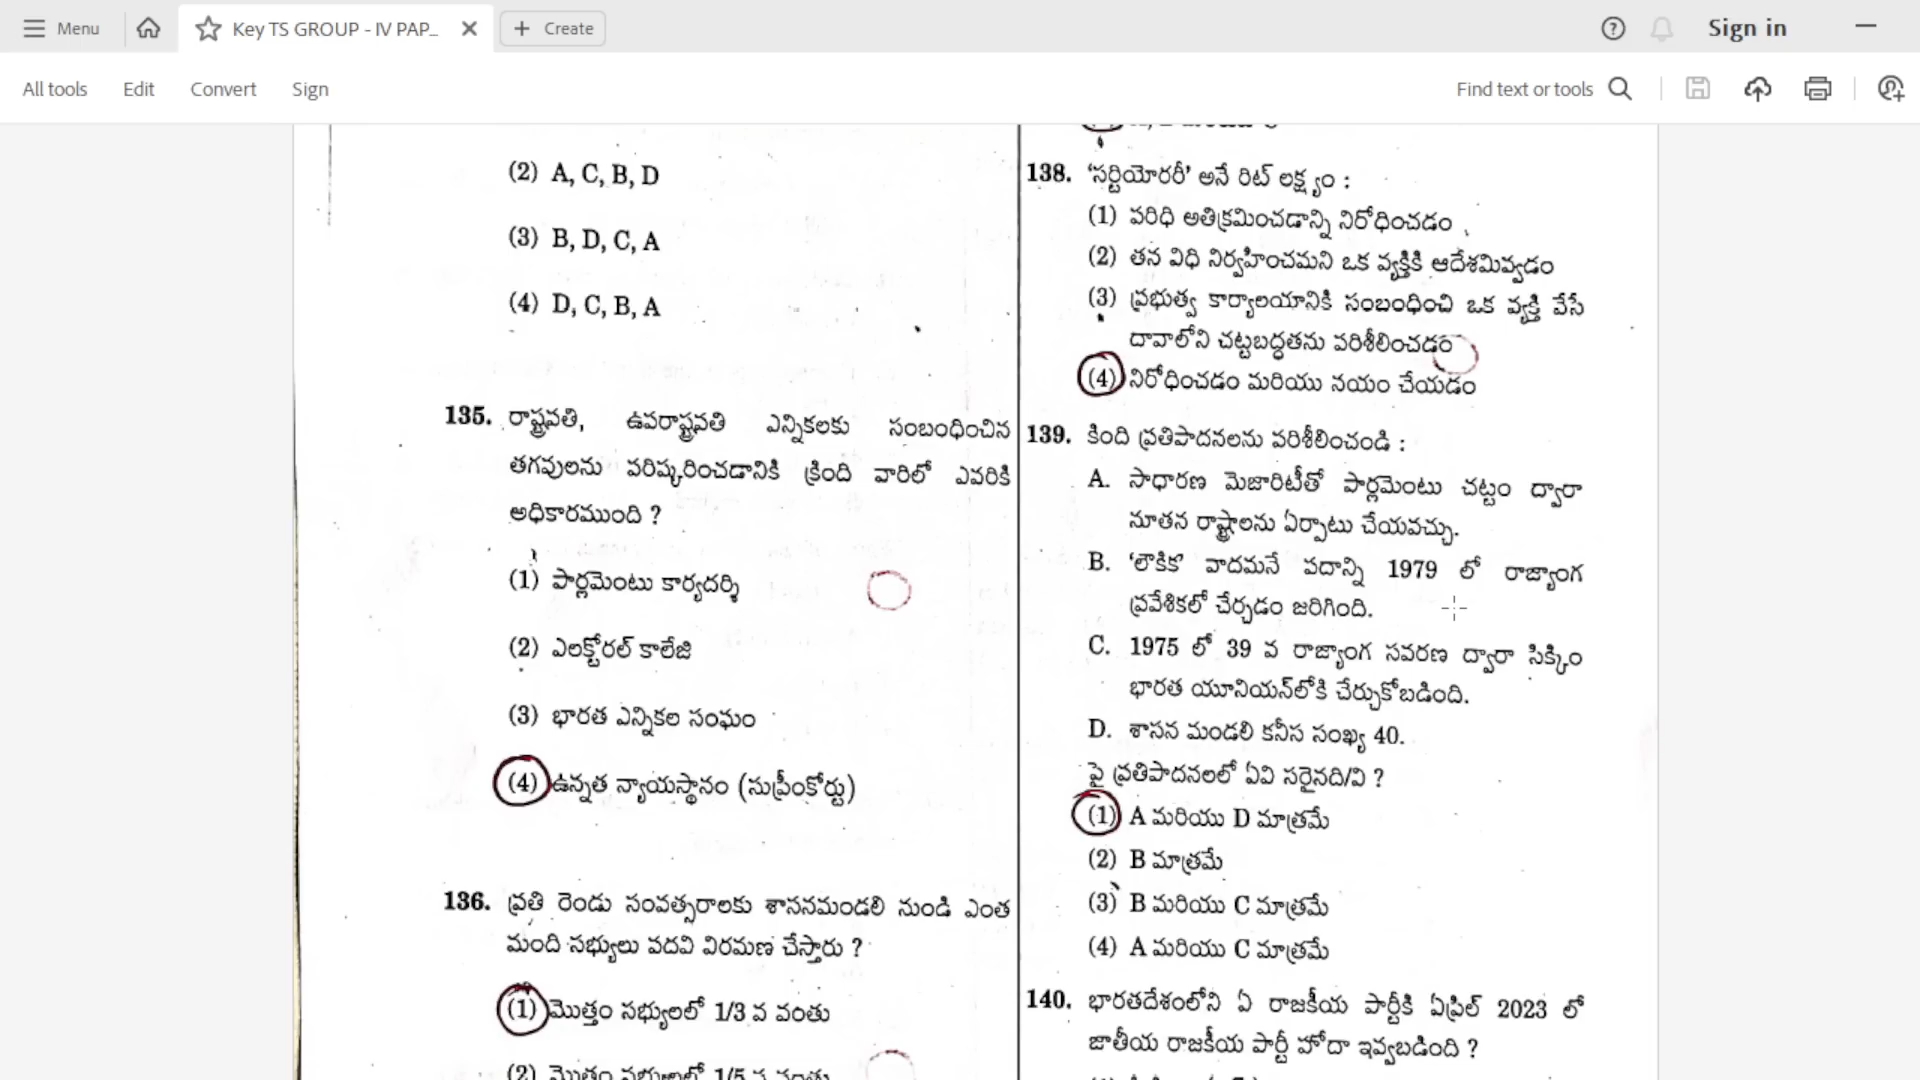 Menu
Key TS GROUP - IV PAP...
Create
Sign in
All tools
Edit
Convert
Sign
Find text or tools
(2) A, C, B, D
(3) B, D, C, A
(4) D, C, B, A
135. రాష్ట్రపతి, ఉపరాష్ట్రపతి ఎన్నికలకు సంబంధించిన
తగవులను పరిష్కరించడానికి క్రింది వారిలో ఎవరికి
అధికారముంది ?
(1) పార్లమెంటు కార్యదర్శి
(2) ఎలక్టోరల్ కాలేజి
(3) భారత ఎన్నికల సంఘం
(4) ఉన్నత న్యాయస్థానం (సుప్రీంకోర్టు)
136. ప్రతి రెండు సంవత్సరాలకు శాసనమండలి నుండి ఎంత
మంది సభ్యులు పదవి విరమణ చేస్తారు ?
(1) మొత్తం సభ్యులలో 1/3 వ వంతు
(2) మొత్తం సభ్యులలో 1/5 వ వంతు
138. 'సర్టియోరరీ' అనే రిట్ లక్ష్యం :
(1) పరిధి అతిక్రమించడాన్ని నిరోధించడం
(2) తన విధి నిర్వహించమని ఒక వ్యక్తికి ఆదేశమివ్వడం
(3) ప్రభుత్వ కార్యాలయానికి సంబంధించి ఒక వ్యక్తి వేసే
దావాలోని చట్టబద్ధతను పరిశీలించడం
(4) నిరోధించడం మరియు నయం చేయడం
139. కింది ప్రతిపాదనలను పరిశీలించండి :
A. సాధారణ మెజారిటీతో పార్లమెంటు చట్టం ద్వారా
నూతన రాష్ట్రాలను ఏర్పాటు చేయవచ్చు.
B. 'లౌకిక' వాదమనే పదాన్ని 1979 లో రాజ్యాంగ
ప్రవేశికలో చేర్చడం జరిగింది.
C. 1975 లో 39 వ రాజ్యాంగ సవరణ ద్వారా సిక్కిం
భారత యూనియన్‌లోకి చేర్చుకోబడింది.
D. శాసన మండలి కనీస సంఖ్య 40.
పై ప్రతిపాదనలలో ఏవి సరైనది/వి ?
(1) A మరియు D మాత్రమే
(2) B మాత్రమే
(3) B మరియు C మాత్రమే
(4) A మరియు C మాత్రమే
140. భారతదేశంలోని ఏ రాజకీయ పార్టీకి ఏప్రిల్ 2023 లో
జాతీయ రాజకీయ పార్టీ హోదా ఇవ్వబడింది ?